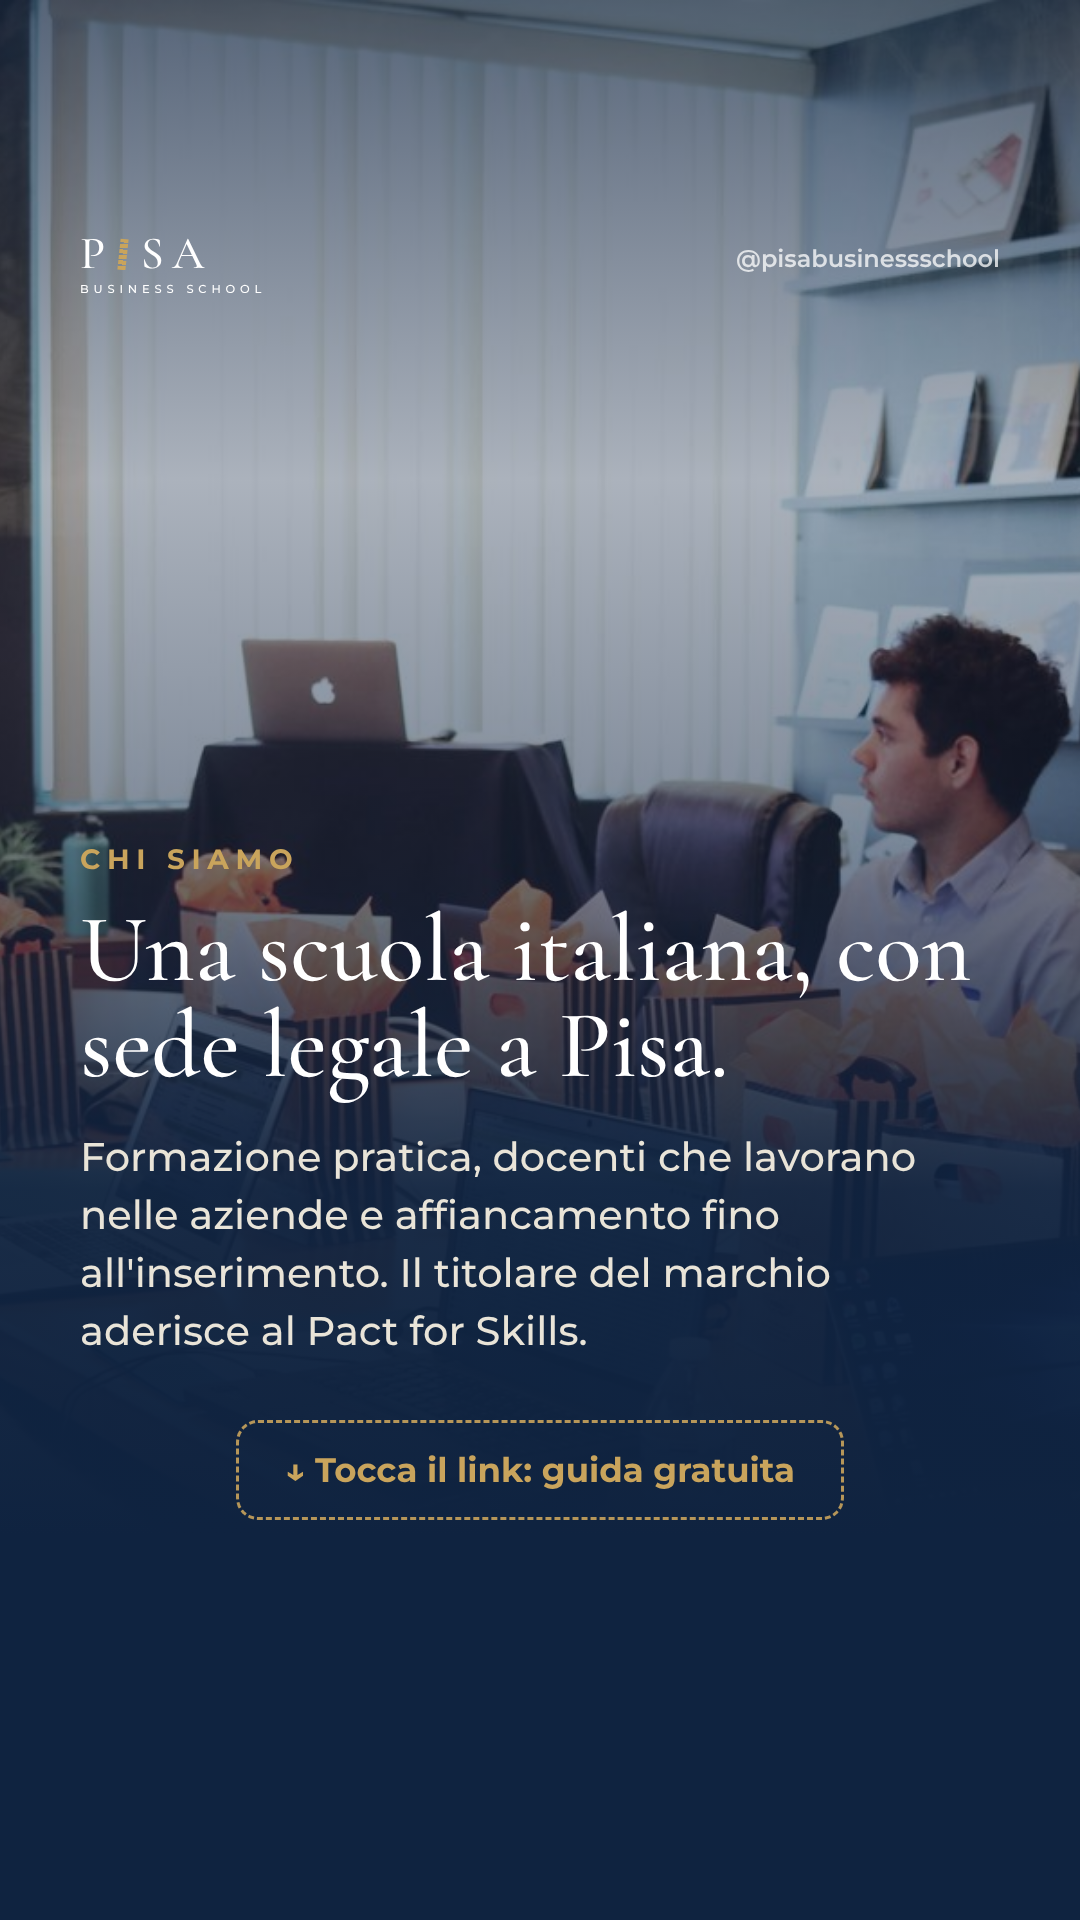 PISA
BUSINESS SCHOOL
@pisabusinessschool
CHI SIAMO
Una scuola italiana, con
sede legale a Pisa.
Formazione pratica, docenti che lavorano
nelle aziende e affiancamento fino
all'inserimento. Il titolare del marchio
aderisce al Pact for Skills.
↓ Tocca il link: guida gratuita